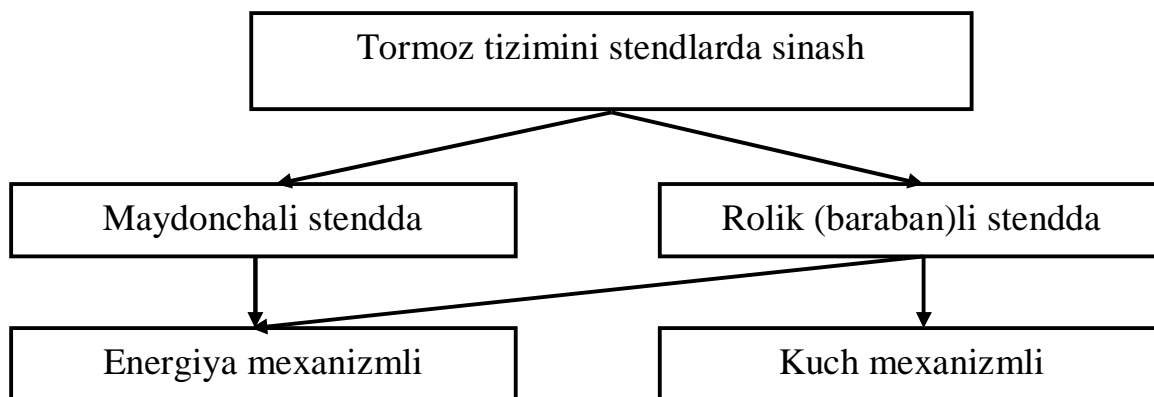 Tormoz tizimini stendlarda sinash
Maydonchali stendda
Rolik (baraban)li stendda
Energiya mexanizmli
Kuch mexanizmli